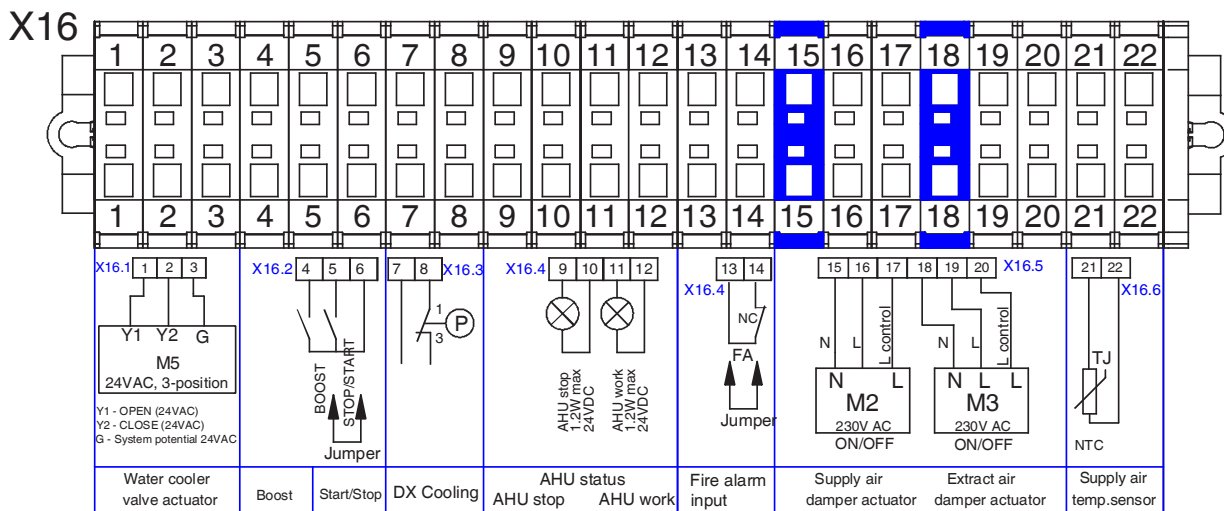 X16
1 2 3 4 5 6 7 8 9 10 11 12 13 14 15 16 17 18 19 20 21 22
1 2 3 4 5 6 7 8 9 10 11 12 13 14 15 16 17 18 19 20 21 22
X16.1 1 2 3
Y1 Y2 G
M5
24VAC, 3-position
Y1 - OPEN (24VAC)
Y2 - CLOSE (24VAC)
G - System potential 24VAC
Water cooler
valve actuator
X16.2 4 5 6
BOOST
STOP/START
Jumper
Boost
Start/Stop
7 8 X16.3
1
P
3
DX Cooling
X16.4 9 10 11 12
AHU stop
1.2W max
24VDC
AHU work
1.2W max
24VDC
AHU status
AHU stop AHU work
13 14
X16.4
NC
FA
Jumper
Fire alarm
input
15 16 17 18 19 20 X16.5
N L L control
N L
M2
230V AC
ON/OFF
N L L control
N L L
M3
230V AC
ON/OFF
Supply air
damper actuator
Extract air
damper actuator
21 22
X16.6
TJ
NTC
Supply air
temp.sensor